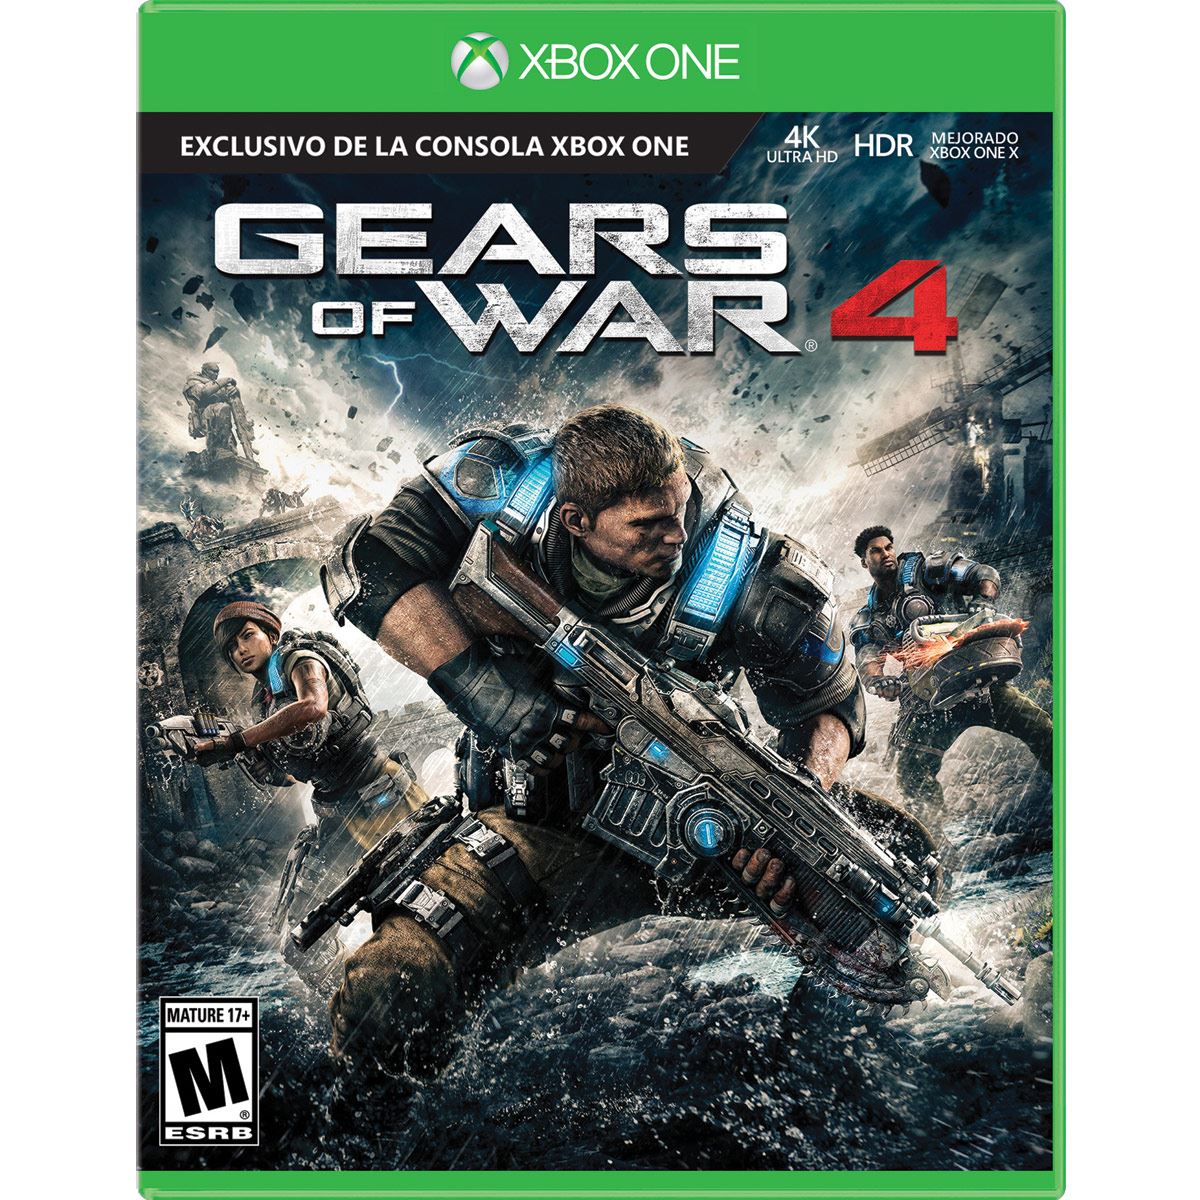 XBOX ONE
EXCLUSIVO DE LA CONSOLA XBOX ONE
4K
ULTRA HD
HDR
MEJORADO
XBOX ONE X
GEARS
OF WAR® 4
MATURE 17+
M®
ESRB